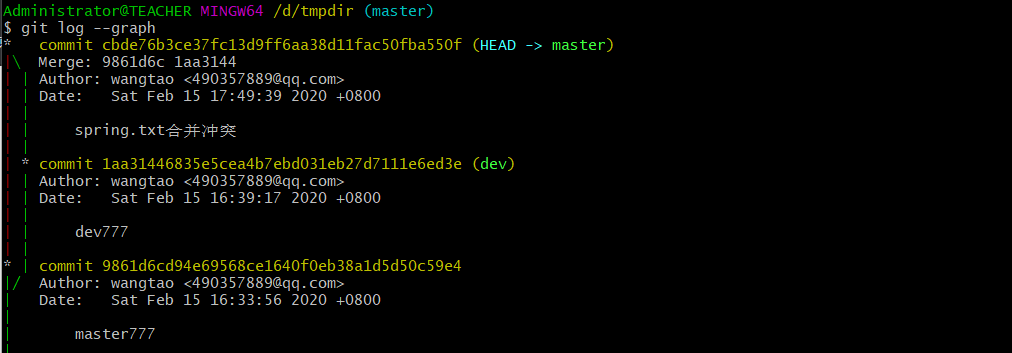 Administrator@TEACHER MINGW64 /d/tmpdir (master)
$ git log --graph
*   commit cbde76b3ce37fc13d9ff6aa38d11fac50fba550f (HEAD -> master)
|\  Merge: 9861d6c 1aa3144
| | Author: wangtao <490357889@qq.com>
| | Date:   Sat Feb 15 17:49:39 2020 +0800
| |
| |     spring.txt合并冲突
| |
| * commit 1aa31446835e5cea4b7ebd031eb27d7111e6ed3e (dev)
| | Author: wangtao <490357889@qq.com>
| | Date:   Sat Feb 15 16:39:17 2020 +0800
| |
| |     dev777
| |
* | commit 9861d6cd94e69568ce1640f0eb38a1d5d50c59e4
|/  Author: wangtao <490357889@qq.com>
|   Date:   Sat Feb 15 16:33:56 2020 +0800
|
|       master777
|